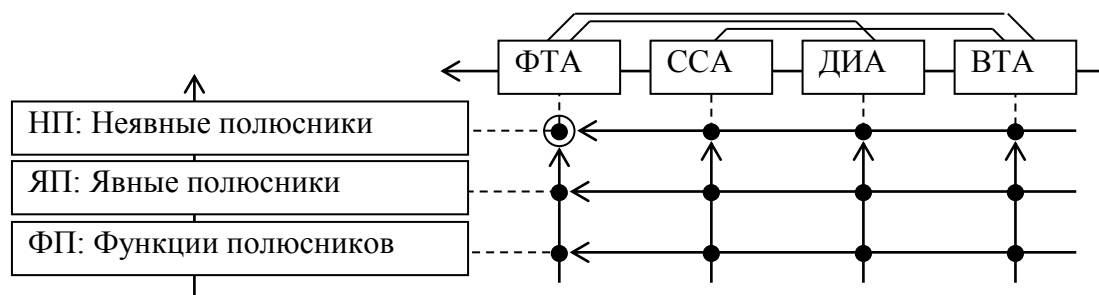 ФТА ССА ДИА ВТА
НП: Неявные полюсники
ЯП: Явные полюсники
ФП: Функции полюсников